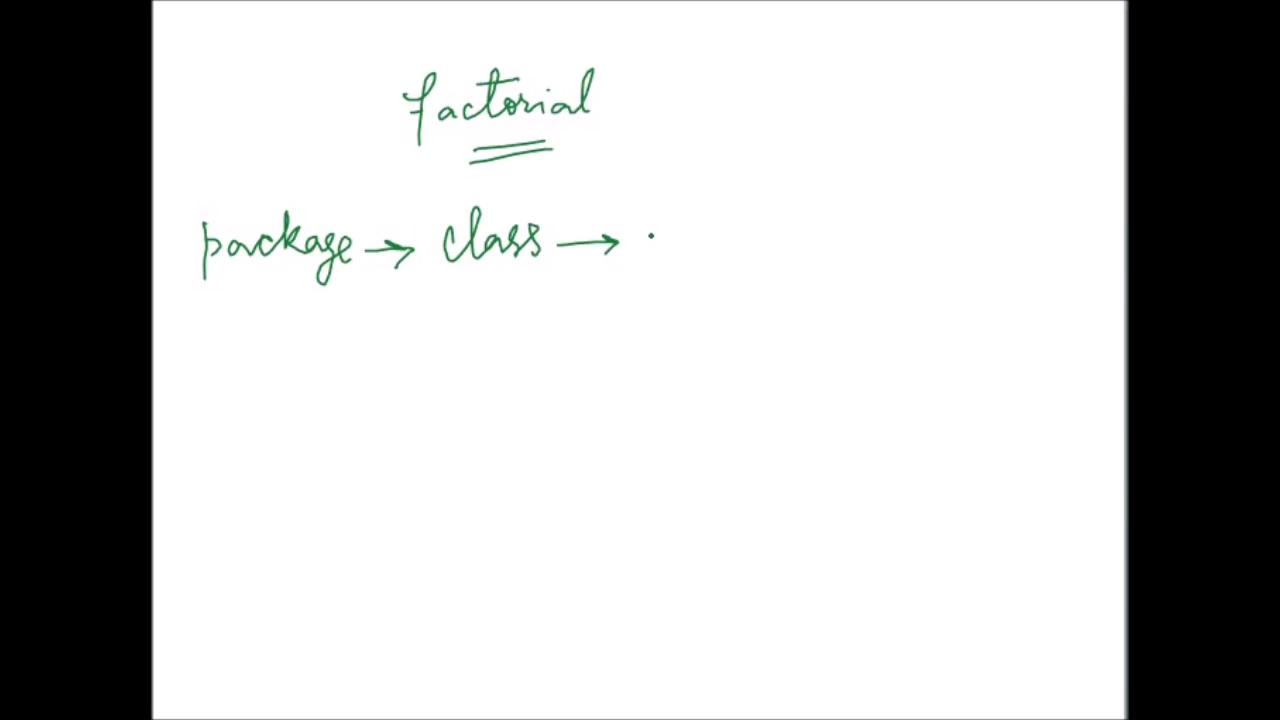 factorial
package → class →